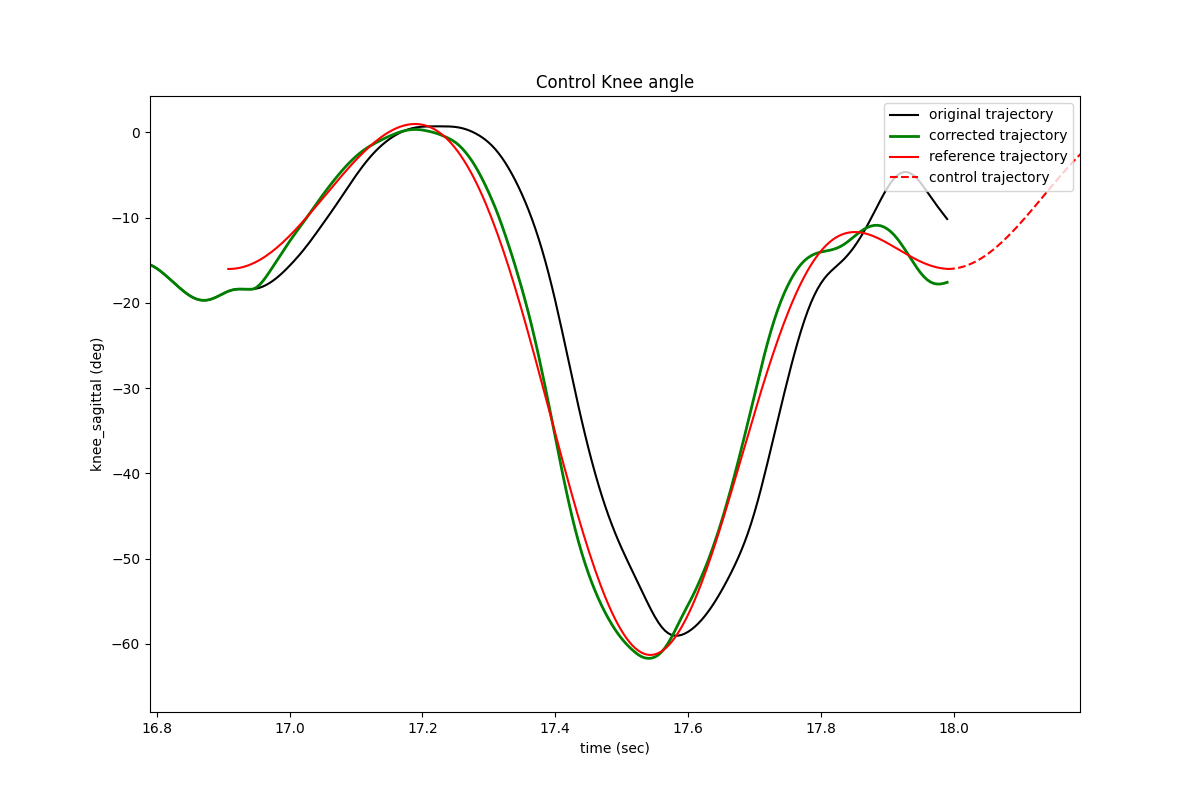 Control Knee angle
original trajectory
corrected trajectory
reference trajectory
control trajectory
knee_sagittal (deg)
0
−10
−20
−30
−40
−50
−60
16.8 17.0 17.2 17.4 17.6 17.8 18.0
time (sec)